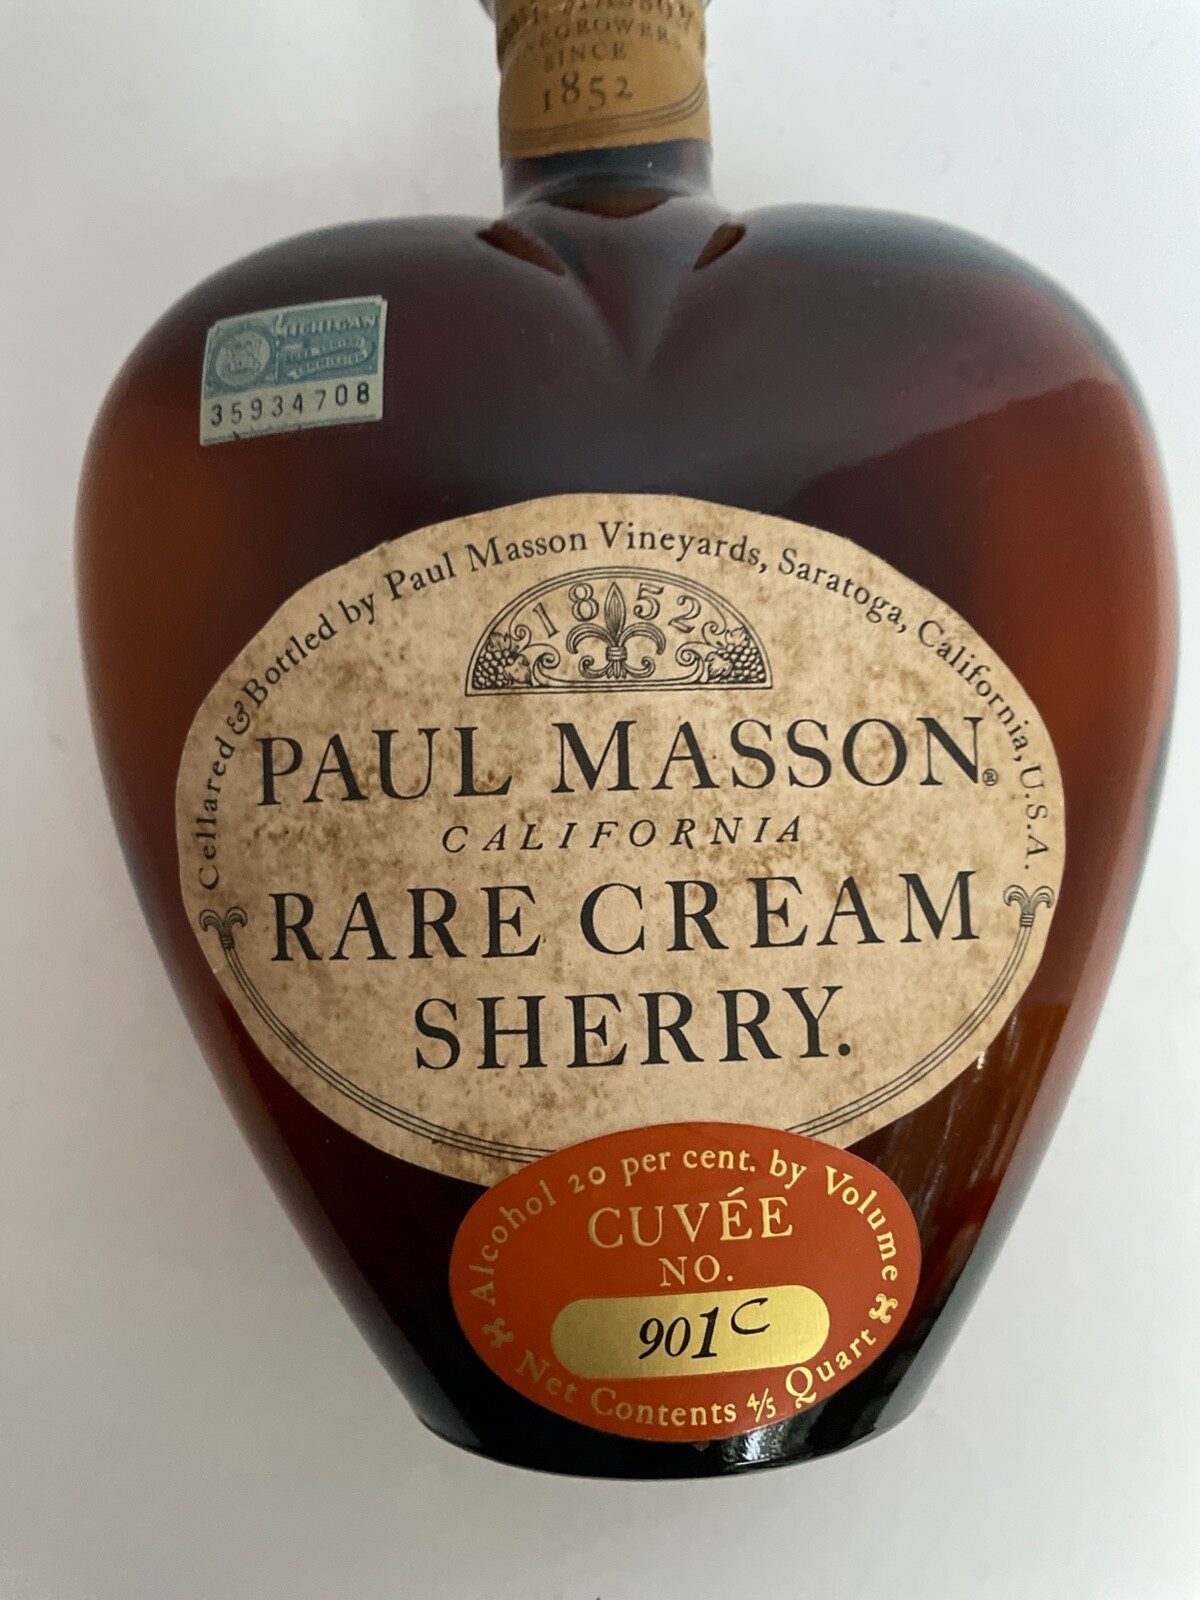 SINCE
1852
MICHIGAN
COMMISSION
35934708
Cellared & Bottled by Paul Masson Vineyards, Saratoga, California, U.S.A.
1852
PAUL MASSON®
CALIFORNIA
RARE CREAM
SHERRY.
Alcohol 20 per cent. by Volume
CUVÉE
NO.
901C
Net Contents 4/5 Quart